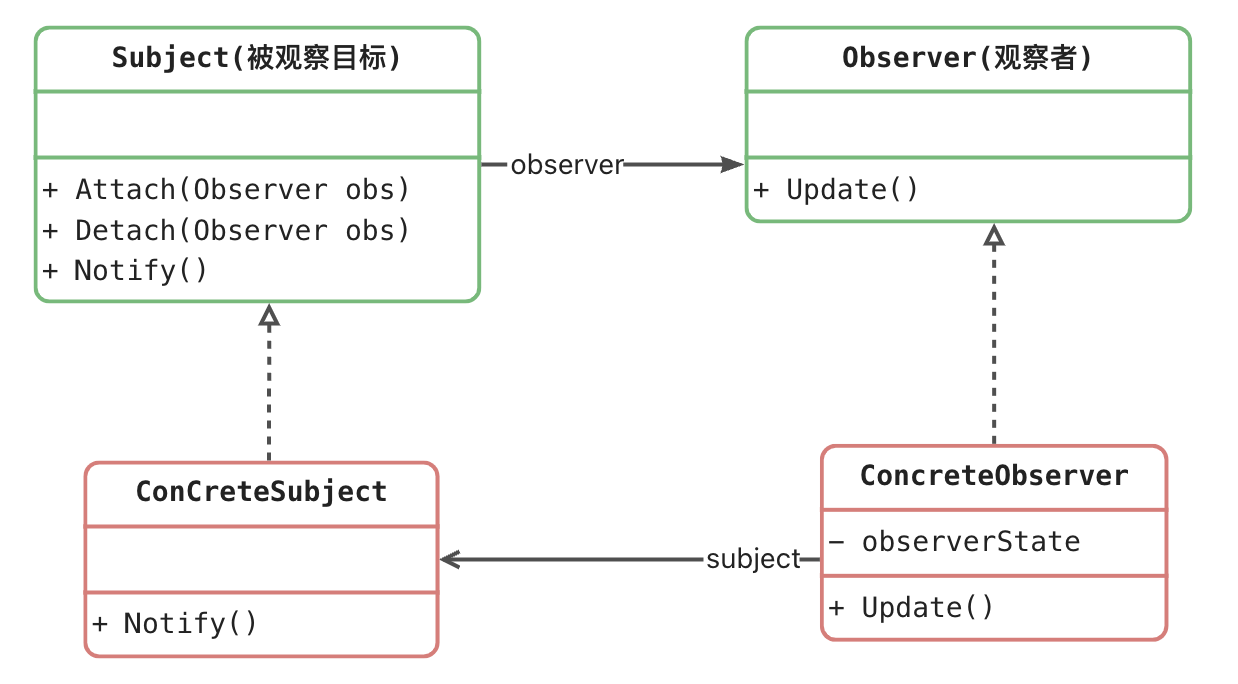 Subject(被观察目标)
+ Attach(Observer obs)
+ Detach(Observer obs)
+ Notify()
observer
Observer(观察者)
+ Update()
ConCreteSubject
+ Notify()
subject
ConcreteObserver
− observerState
+ Update()